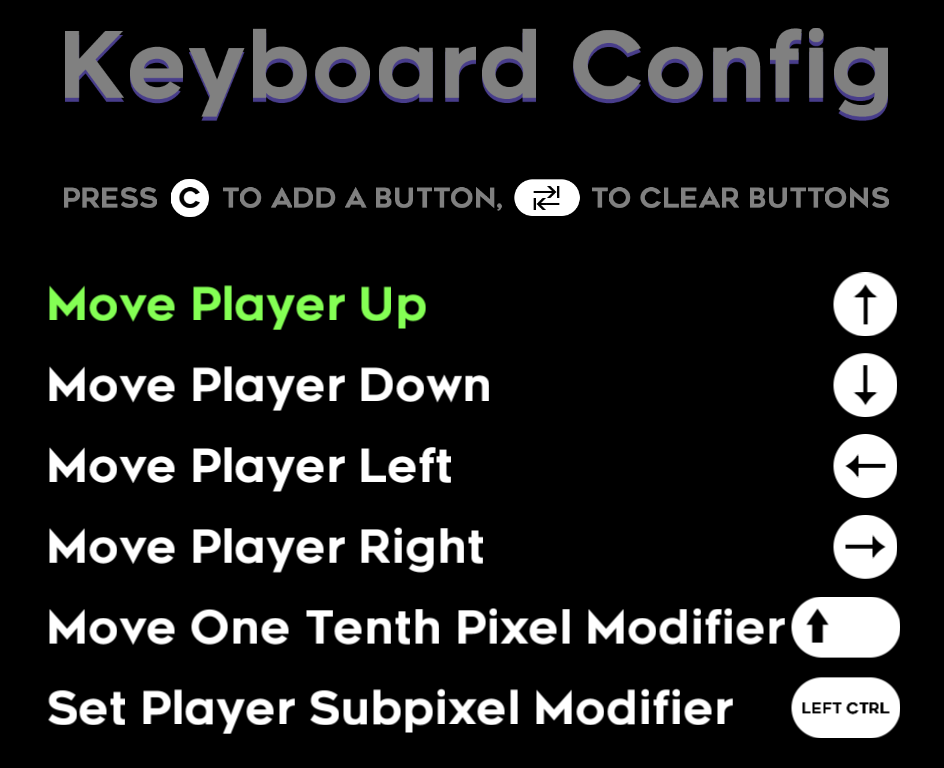 Keyboard Config
PRESS C TO ADD A BUTTON, TO CLEAR BUTTONS
Move Player Up
Move Player Down
Move Player Left
Move Player Right
Move One Tenth Pixel Modifier
Set Player Subpixel Modifier LEFT CTRL